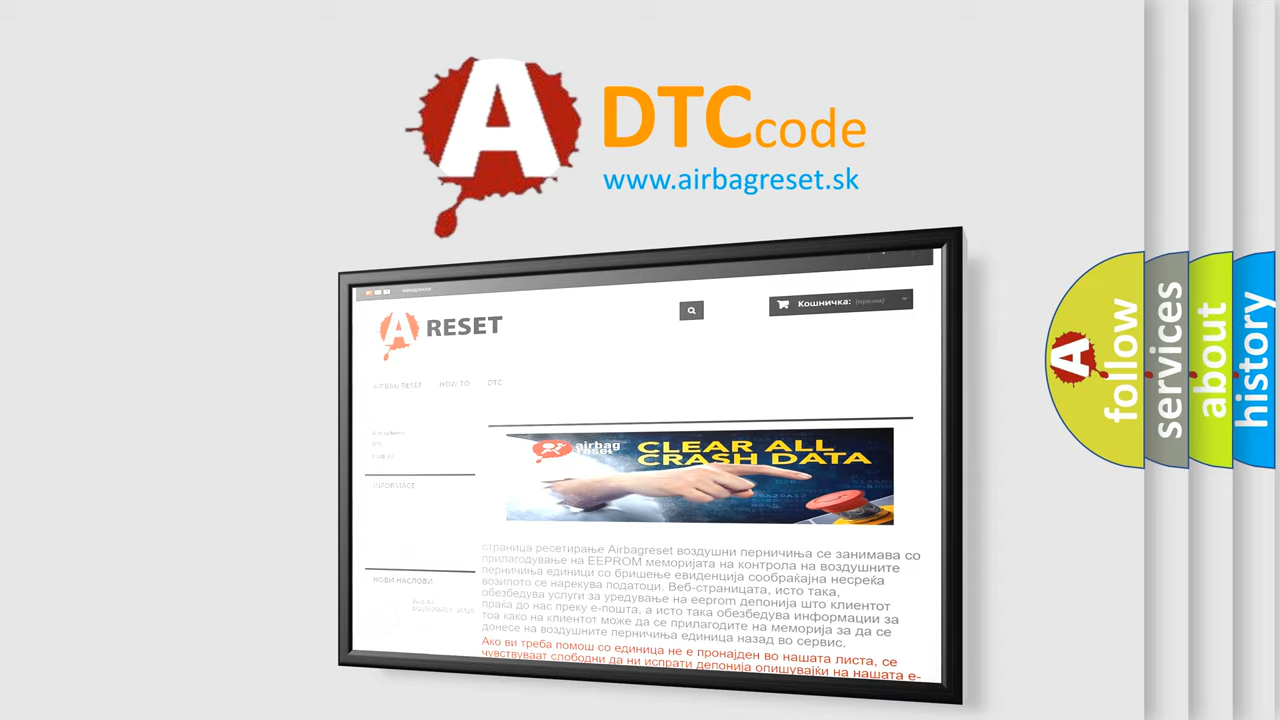 A
DTCcode
www.airbagreset.sk
A RESET
Кошничка: (празни)
AIRBAG RESET HOW TO DTC
INFORMACE
airbag
reset
CLEAR ALL
CRASH DATA
НОВИ НАСЛОВИ
страница ресетирање Airbagreset воздушни перничиња се занимава со
прилагодување на EEPROM меморијата на контрола на воздушните
перничиња единици со бришење евиденција сообраќајна несреќа
возилото се нарекува податоци. Веб-страницата, исто така,
обезбедува услуги за уредување на eeprom депонија што клиентот
праќа до нас преку е-пошта, а исто така обезбедува информации за
тоа како на клиентот може да се прилагодите на меморија за да се
донесе на воздушните перничиња единица назад во сервис.
Ако ви треба помош со единица не е пронајден во нашата листа, се
чувствуваат слободни да ни испрати депонија опишувајќи на нашата е-
A
follow
services
about
history